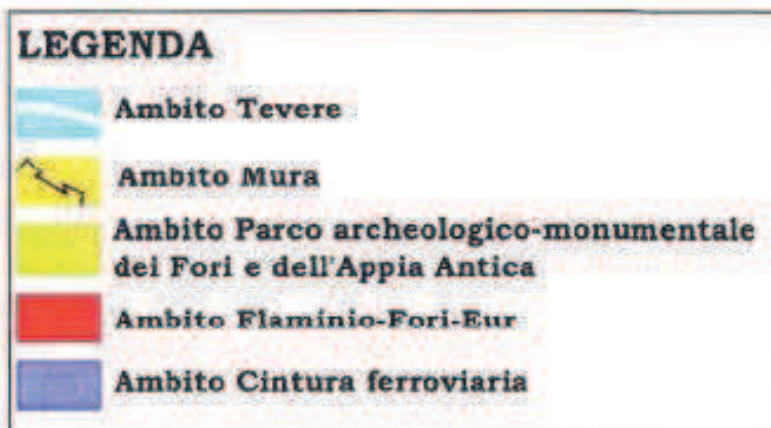 LEGENDA
Ambito Tevere
Ambito Mura
Ambito Parco archeologico-monumentale
dei Fori e dell'Appia Antica
Ambito Flaminio-Fori-Eur
Ambito Cintura ferroviaria